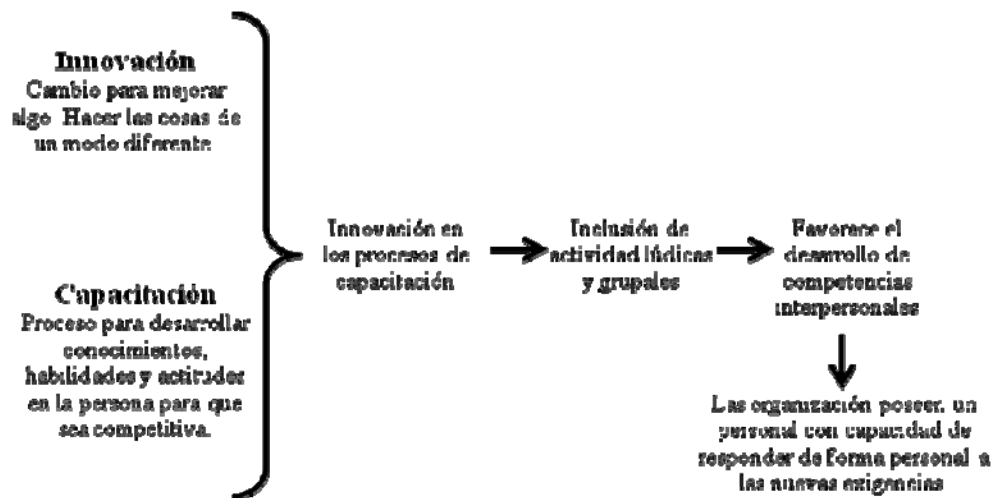 Innovación
Cambio para mejorar
algo. Hacer las cosas de
un modo diferente
Capacitación
Proceso para desarrollar
conocimientos,
habilidades y actitudes
en la persona para que
sea competitiva.
Innovación en
los procesos de
capacitación
Inclusión de
actividad lúdicas
y grupales
Favorece el
desarrollo de
competencias
interpersonales
Las organización poseer. un
personal con capacidad de
responder de forma personal a
las nuevas exigencias